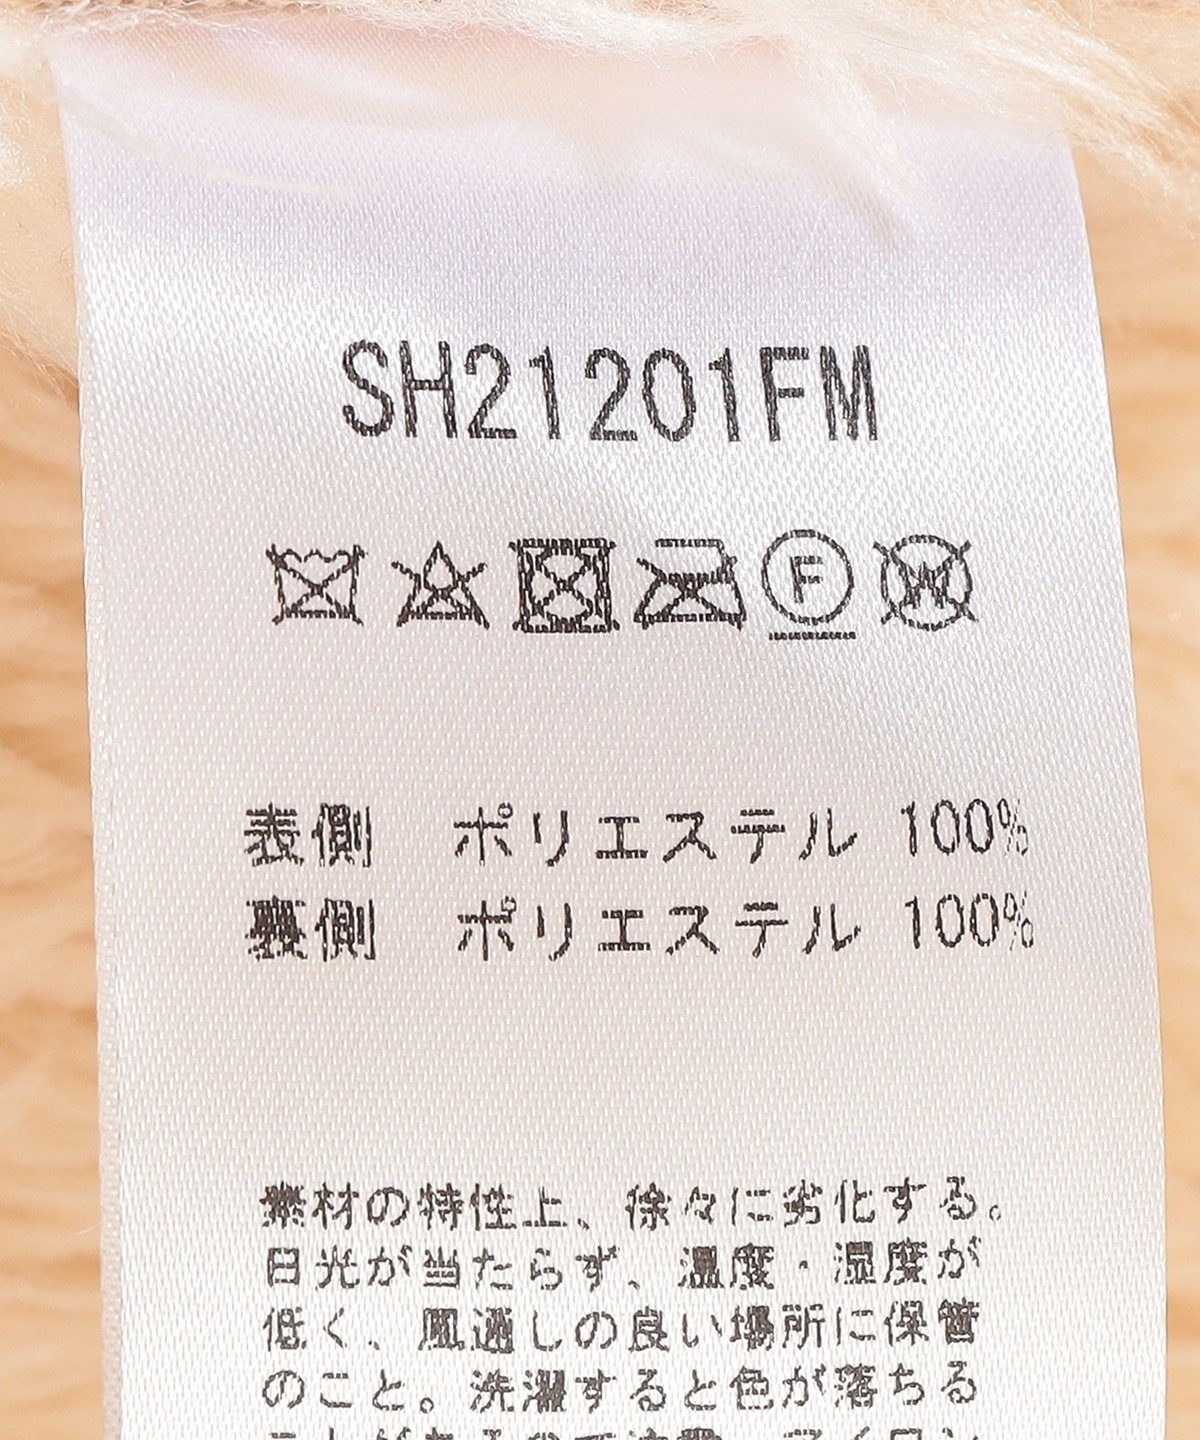 SH21201FM
F W
表側 ポリエステル 100%
裏側 ポリエステル 100%
素材の特性上、徐々に劣化する。
日光が当たらず、温度・湿度が
低く、風通しの良い場所に保管
のこと。洗濯すると色が落ちる